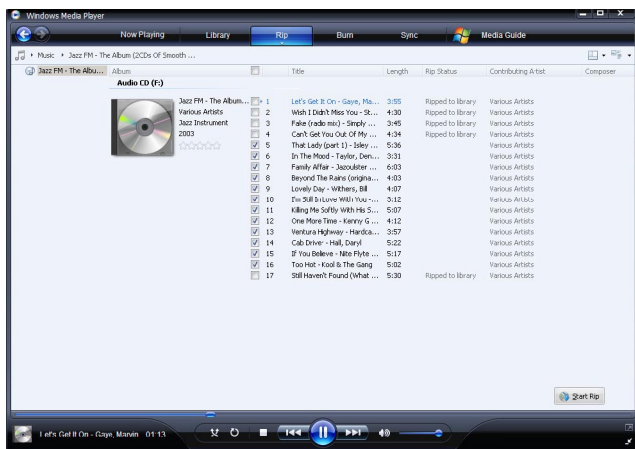 Windows Media Player
Now Playing Library Rip Burn Sync Media Guide
Music Jazz FM - The Album (2CDs Of Smooth ...
Jazz FM - The Albu... Album Title Length Rip Status Contributing Artist Composer
Audio CD (F:)
Jazz FM - The Album... 1 Let's Get It On - Gaye, Ma... 3:55 Ripped to library Various Artists
Various Artists 2 Wish I Didn't Miss You - St... 4:30 Ripped to library Various Artists
Jazz Instrument 3 Fake (radio mix) - Simply ... 3:45 Ripped to library Various Artists
2003 4 Can't Get You Out Of My ... 4:34 Ripped to library Various Artists
5 That Lady (part 1) - Isley ... 5:36 Various Artists
6 In The Mood - Taylor, Den... 3:31 Various Artists
7 Family Affair - Jazoulster ... 6:03 Various Artists
8 Beyond The Rains (origina... 4:03 Various Artists
9 Lovely Day - Withers, Bill 4:07 Various Artists
10 I'm Still In Love With You -... 3:12 Various Artists
11 Killing Me Softly With His S... 5:07 Various Artists
12 One More Time - Kenny G ... 4:12 Various Artists
13 Ventura Highway - Hardca... 3:57 Various Artists
14 Cab Driver - Hall, Daryl 5:22 Various Artists
15 If You Believe - Nite Flyte ... 5:17 Various Artists
16 Too Hot - Kool & The Gang 5:02 Various Artists
17 Still Haven't Found (What ... 5:30 Ripped to library Various Artists
Start Rip
Let's Get It On - Gaye, Marvin 01:13